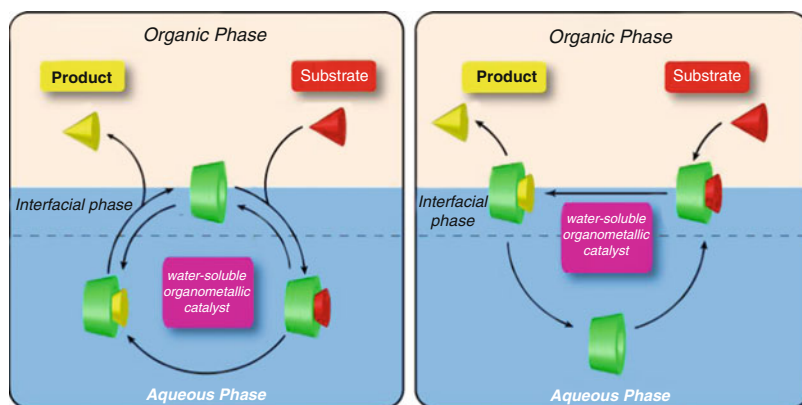 Organic Phase
Product
Substrate
Interfacial phase
water-soluble
organometallic
catalyst
Aqueous Phase
Organic Phase
Product
Substrate
Interfacial
phase
water-soluble
organometallic
catalyst
Aqueous Phase